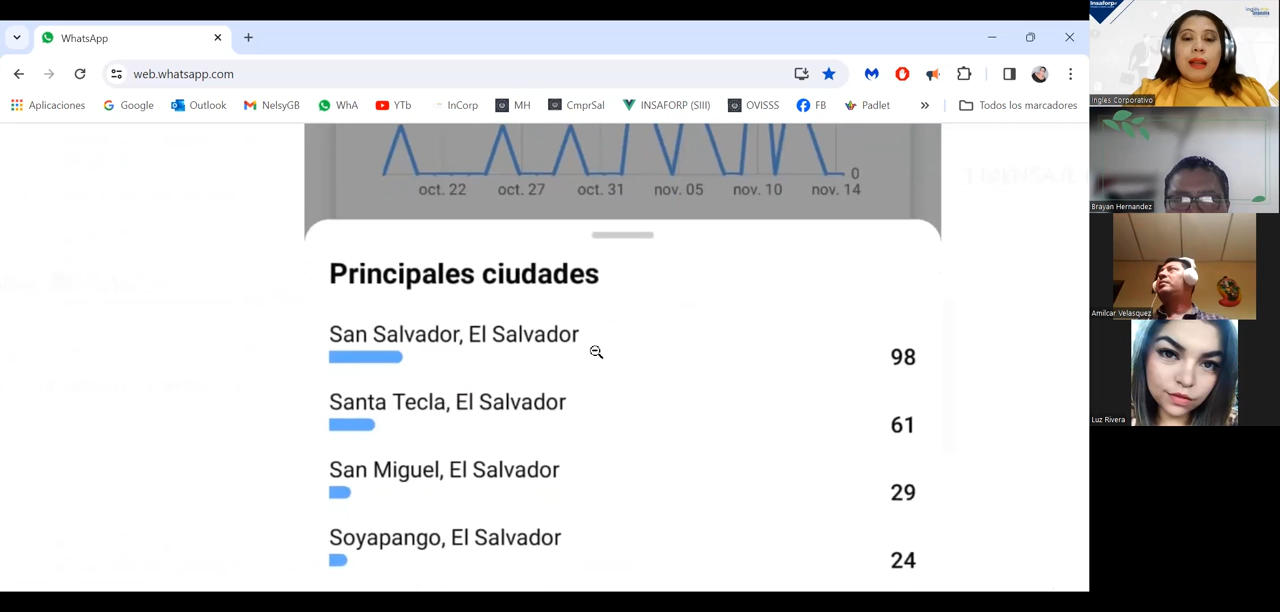 WhatsApp
web.whatsapp.com
Aplicaciones Google Outlook NelsyGB WhA YTb InCorp MH CmprSal INSAFORP (SIII) OVISSS FB Padlet » Todos los marcadores
0
oct. 22 oct. 27 oct. 31 nov. 05 nov. 10 nov. 14
Principales ciudades
San Salvador, El Salvador
98
Santa Tecla, El Salvador
61
San Miguel, El Salvador
29
Soyapango, El Salvador
24
Insaforp
Ingles Corporativo
Brayan Hernandez
Amilcar Velasquez
Luz Rivera